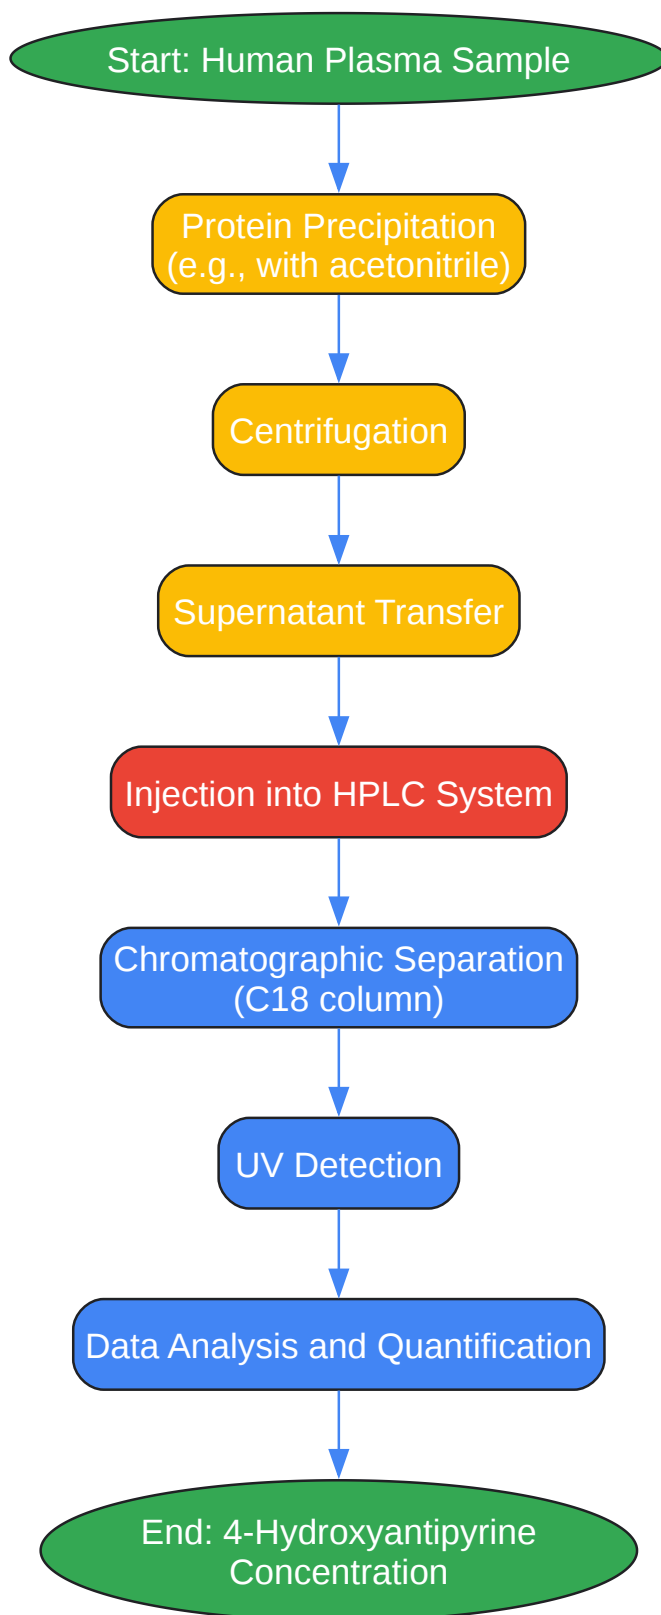 Start: Human Plasma Sample
Protein Precipitation
(e.g., with acetonitrile)
Centrifugation
Supernatant Transfer
Injection into HPLC System
Chromatographic Separation
(C18 column)
UV Detection
Data Analysis and Quantification
End: 4-Hydroxyantipyrine
Concentration